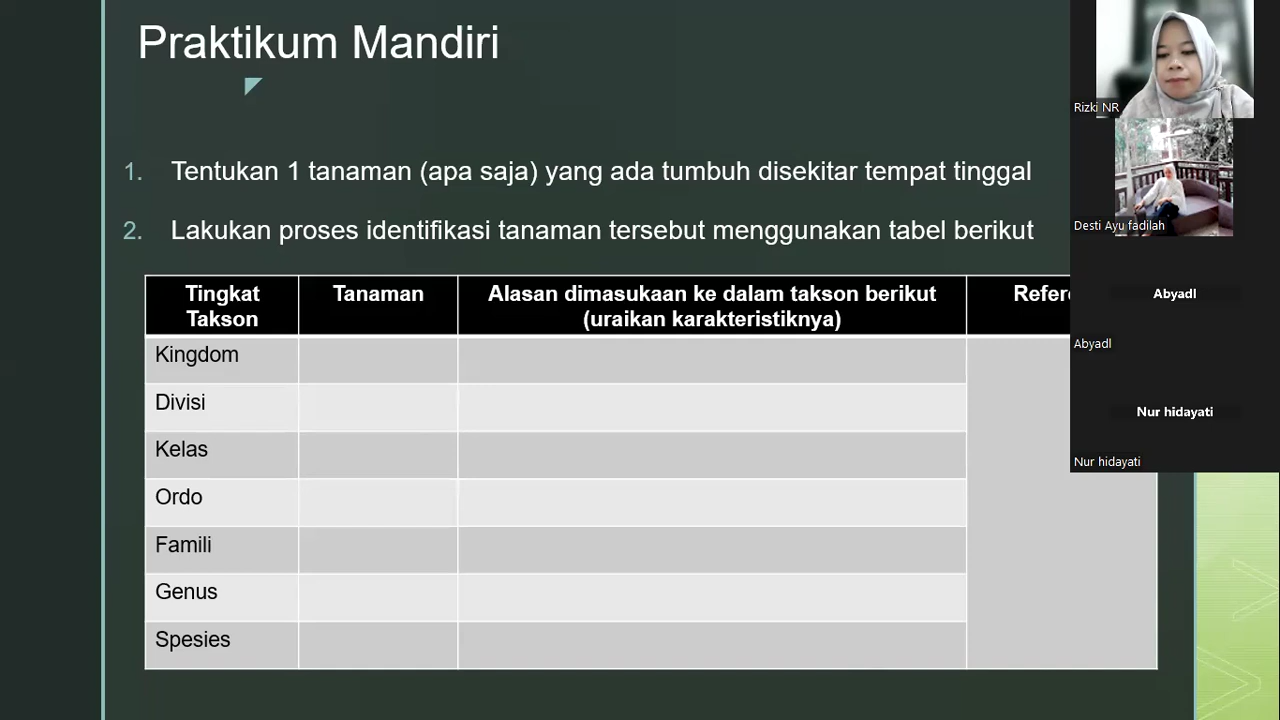 Praktikum Mandiri
1. Tentukan 1 tanaman (apa saja) yang ada tumbuh disekitar tempat tinggal
2. Lakukan proses identifikasi tanaman tersebut menggunakan tabel berikut
Tingkat Takson
Tanaman
Alasan dimasukaan ke dalam takson berikut
(uraikan karakteristiknya)
Kingdom
Divisi
Kelas
Ordo
Famili
Genus
Spesies
Rizki NR
Desti Ayu fadilah
Abyadl
Abyadl
Nur hidayati
Nur hidayati